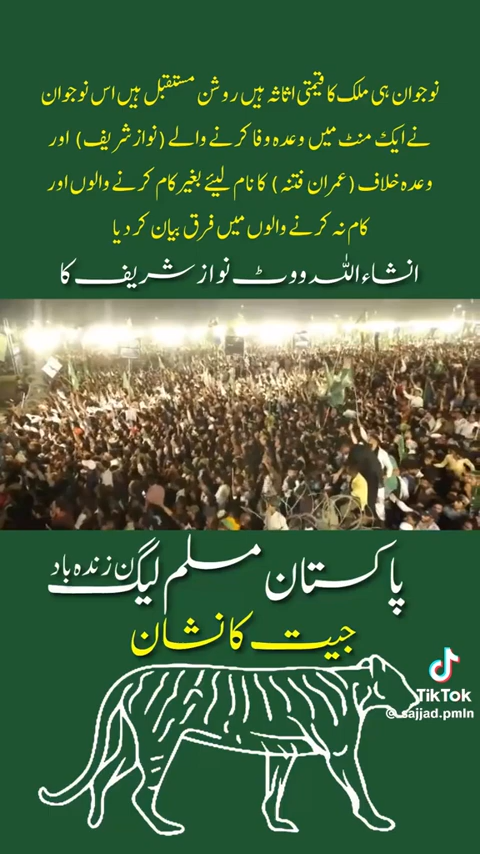 نوجوان ہی ملک کا قیمتی اثاثہ ہیں روشن مستقبل ہیں اس نوجوان
نے ایک منٹ میں وعدہ وفا کرنے والے (نواز شریف) اور
وعدہ خلاف (عمران فتنہ) کا نام لیئے بغیر کام کرنے والوں اور
کام نہ کرنے والوں میں فرق بیان کر دیا
انشاء اللہ ووٹ نواز شریف کا
پاکستان مسلم لیگ ن زندہ باد
جیت کا نشان
TikTok
@sajjad.pmln